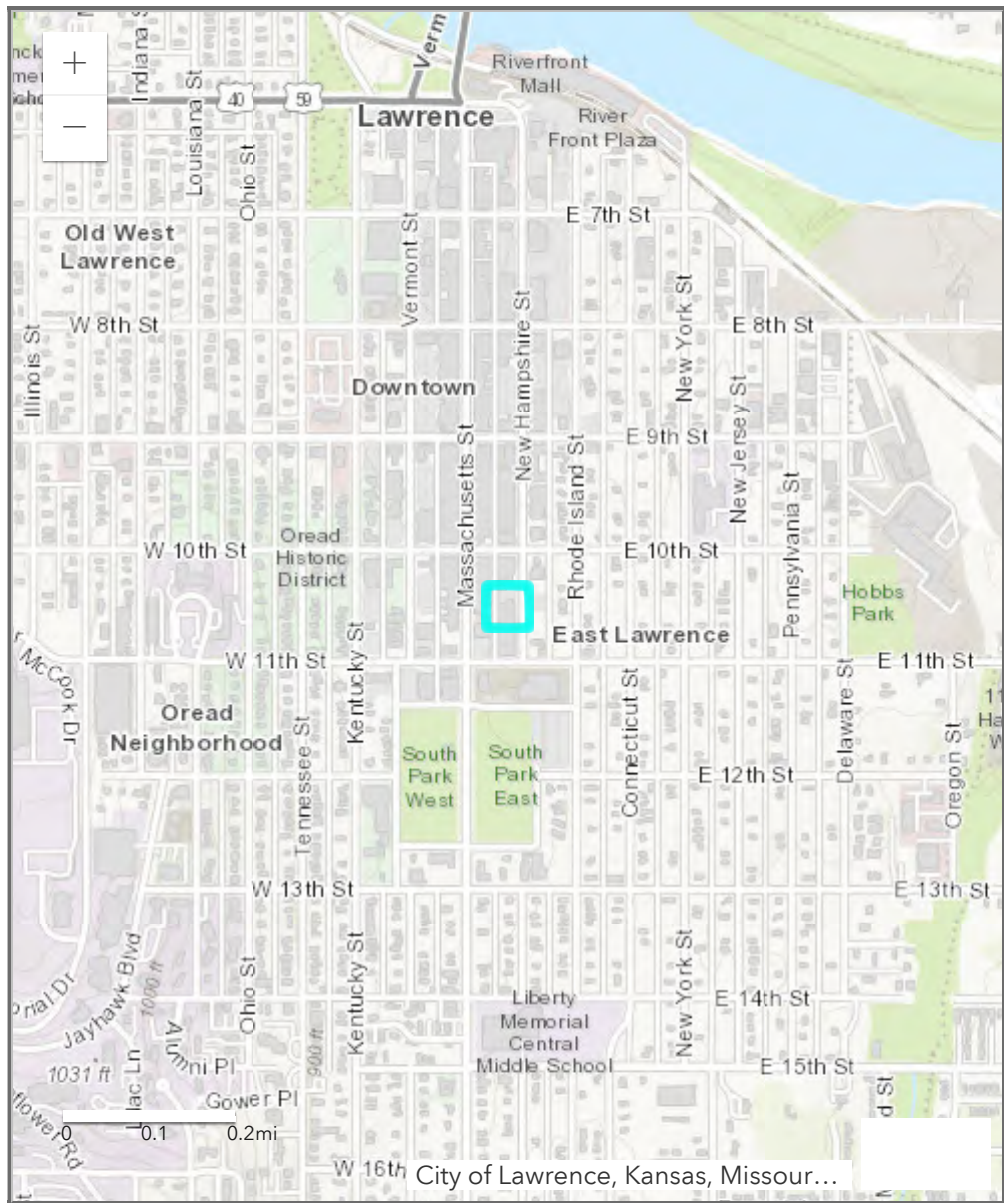 Riverfront
Mall
+
Indiana
Verm
40
59
Lawrence
River
Front Plaza
−
Louisiana St
Ohio St
E 7th St
Old West
Lawrence
Vermont St
W 8th St
E 8th St
Illinois St
New Hampshire St
New York St
Downtown
E 9th St
Massachusetts St
New Jersey St
Rhode Island St
Pennsylvania St
Oread
Historic
District
W 10th St
E 10th St
Hobbs
Park
East Lawrence
W 11th St
E 11th St
McCook Dr
Kentucky St
Connecticut St
Delaware St
Oread
Neighborhood
South
Park
West
South
Park
East
E 12th St
Tennessee St
Oregon St
W 13th St
E 13th St
Jayhawk Blvd
1000 ft
Ohio St
Kentucky St
New York St
Liberty
Memorial
Central
Middle School
E 14th St
orial Dr
Alumni Pl
900 ft
E 15th St
1031 ft
lac Ln
Gower Pl
flower Rd
d St
0
0.1
0.2mi
W 16th
City of Lawrence, Kansas, Missour…